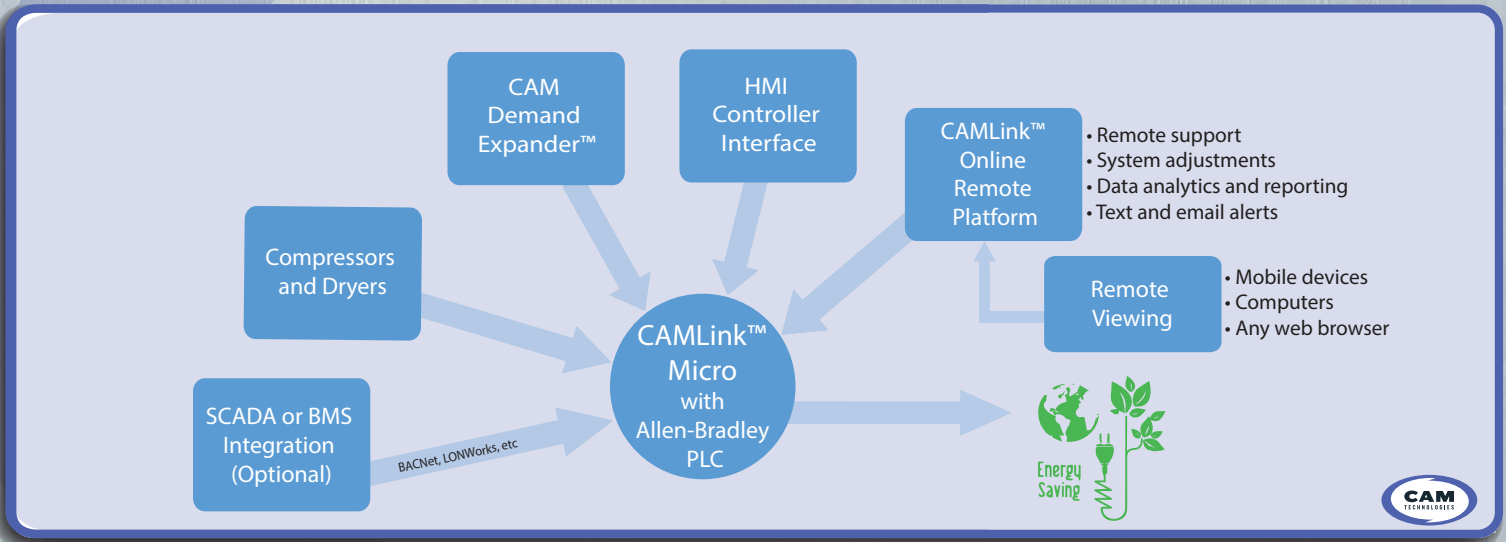 CAM
Demand
Expander™
HMI
Controller
Interface
CAMLink™
Online
Remote
Platform
• Remote support
• System adjustments
• Data analytics and reporting
• Text and email alerts
Compressors
and Dryers
Remote
Viewing
• Mobile devices
• Computers
• Any web browser
CAMLink™
Micro
with
Allen-Bradley
PLC
SCADA or BMS
Integration
(Optional)
BACNet, LONWorks, etc
Energy
Saving
CAM
TECHNOLOGIES